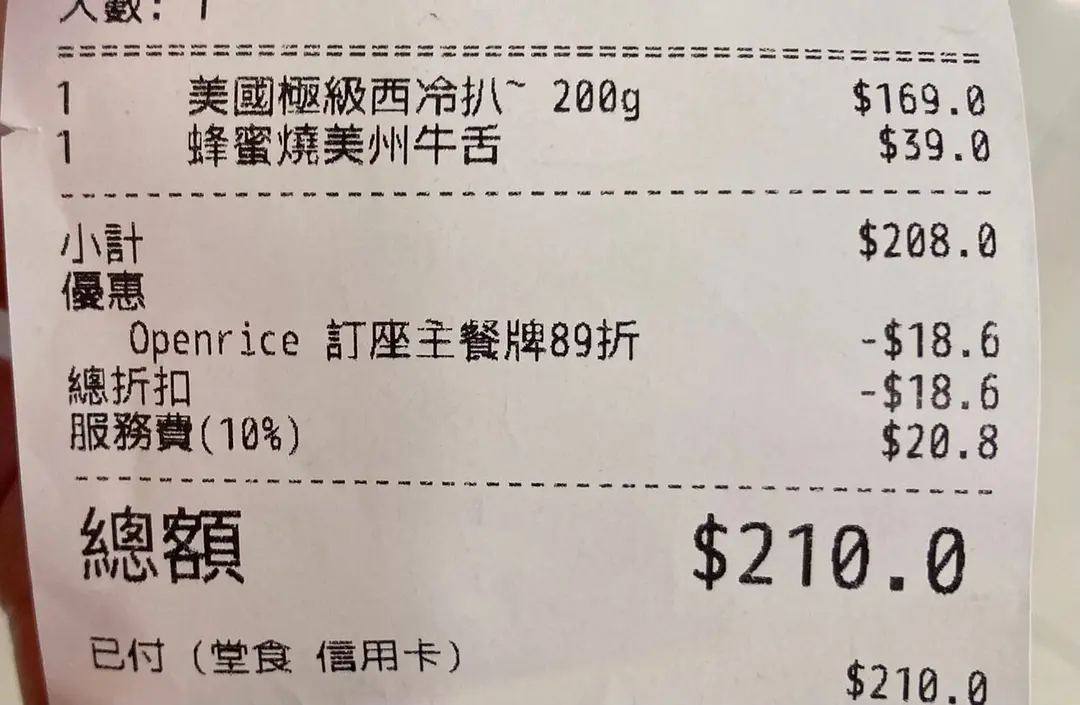 人數: 1
1 美國極級西冷扒~ 200g $169.0
1 蜂蜜燒美州牛舌 $39.0
小計 $208.0
優惠
Openrice 訂座主餐牌89折 -$18.6
總折扣 -$18.6
服務費(10%) $20.8
總額 $210.0
已付 (堂食 信用卡) $210.0